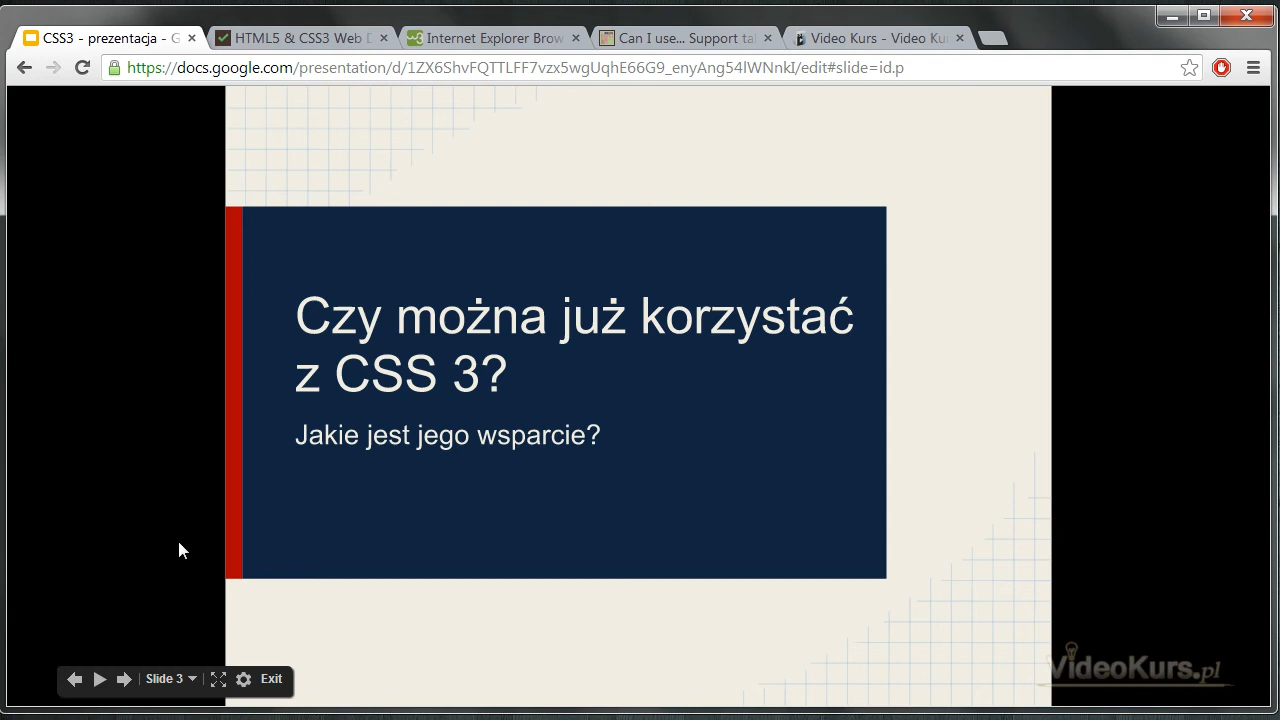 CSS3 - prezentacja - G
HTML5 & CSS3 Web D
Internet Explorer Brow
Can I use... Support ta
Video Kurs - Video Ku
https://docs.google.com/presentation/d/1ZX6ShvFQTTLFF7vzx5wgUqhE66G9_enyAng54lWNnkI/edit#slide=id.p
Czy można już korzystać
z CSS 3?
Jakie jest jego wsparcie?
Slide 3
Exit
VideoKurs.pl